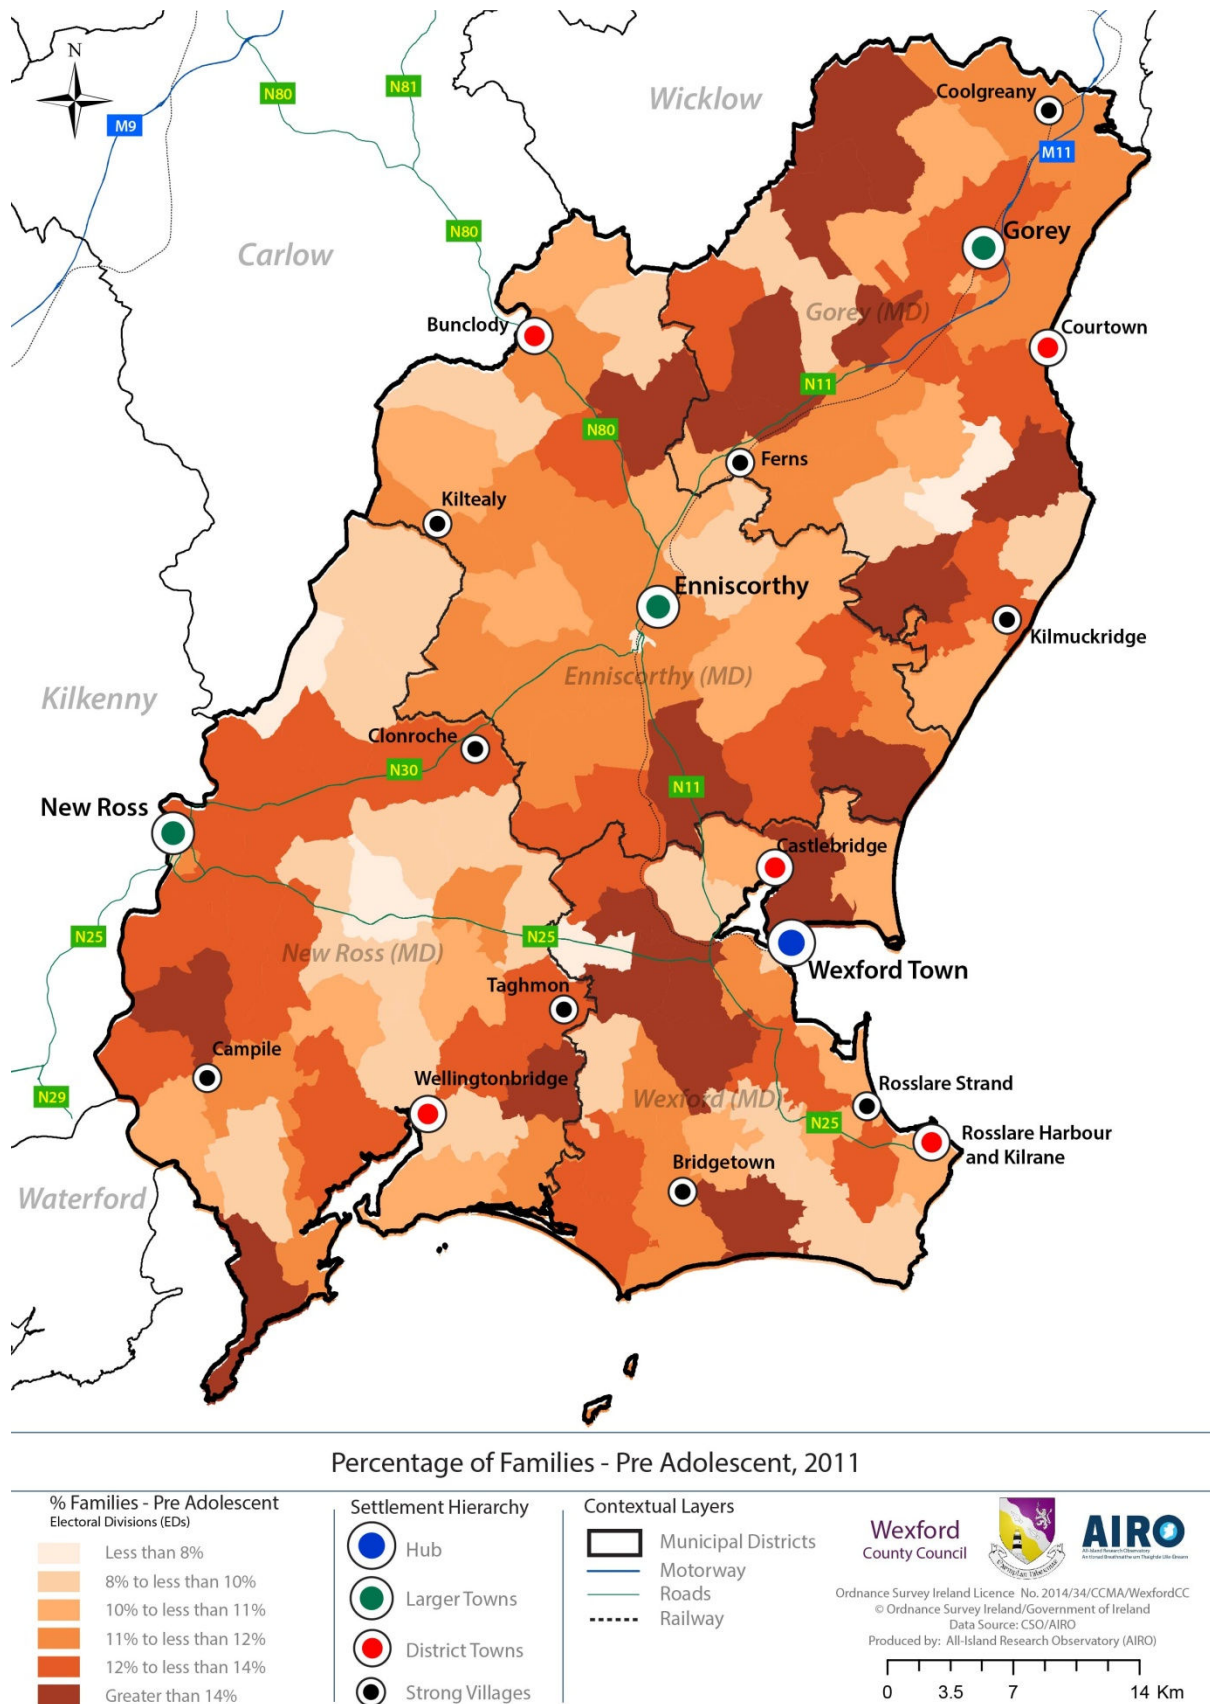 N
N80
N81
M9
Wicklow
Coolgreany
M11
N80
Carlow
Gorey
Gorey (MD)
Bunclody
Courtown
N11
N80
Ferns
Kiltealy
Enniscorthy
Kilmuckridge
Enniscorthy (MD)
Kilkenny
Clonroche
N30
N11
New Ross
Castlebridge
N25
N25
New Ross (MD)
Wexford Town
Taghmon
Campile
Wellingtonbridge
Rosslare Strand
N29
Wexford (MD)
N25
Rosslare Harbour
and Kilrane
Bridgetown
Waterford
Percentage of Families - Pre Adolescent, 2011
% Families - Pre Adolescent
Electoral Divisions (EDs)
Less than 8%
8% to less than 10%
10% to less than 11%
11% to less than 12%
12% to less than 14%
Greater than 14%
Settlement Hierarchy
Hub
Larger Towns
District Towns
Strong Villages
Contextual Layers
Municipal Districts
Motorway
Roads
Railway
Wexford
County Council
AIRO
All-Island Research Observatory
Ordnance Survey Ireland Licence No. 2014/34/CCMA/WexfordCC
© Ordnance Survey Ireland/Government of Ireland
Data Source: CSO/AIRO
Produced by: All-Island Research Observatory (AIRO)
0 3.5 7 14 Km